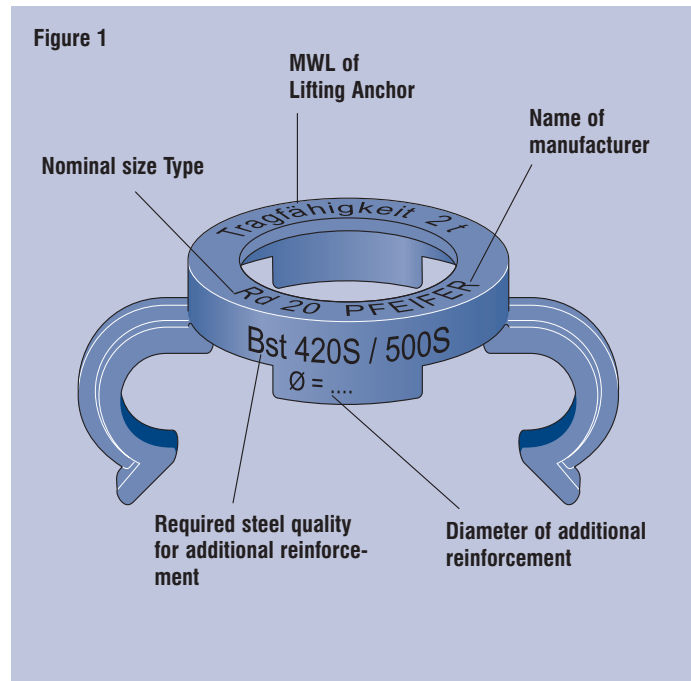 Figure 1
MWL of
Lifting Anchor
Name of
manufacturer
Nominal size Type
Tragfähigkeit 2 t
Rd 20 PFEIFER
Bst 420S / 500S
Ø = ....
Required steel quality
for additional reinforce-
ment
Diameter of additional
reinforcement